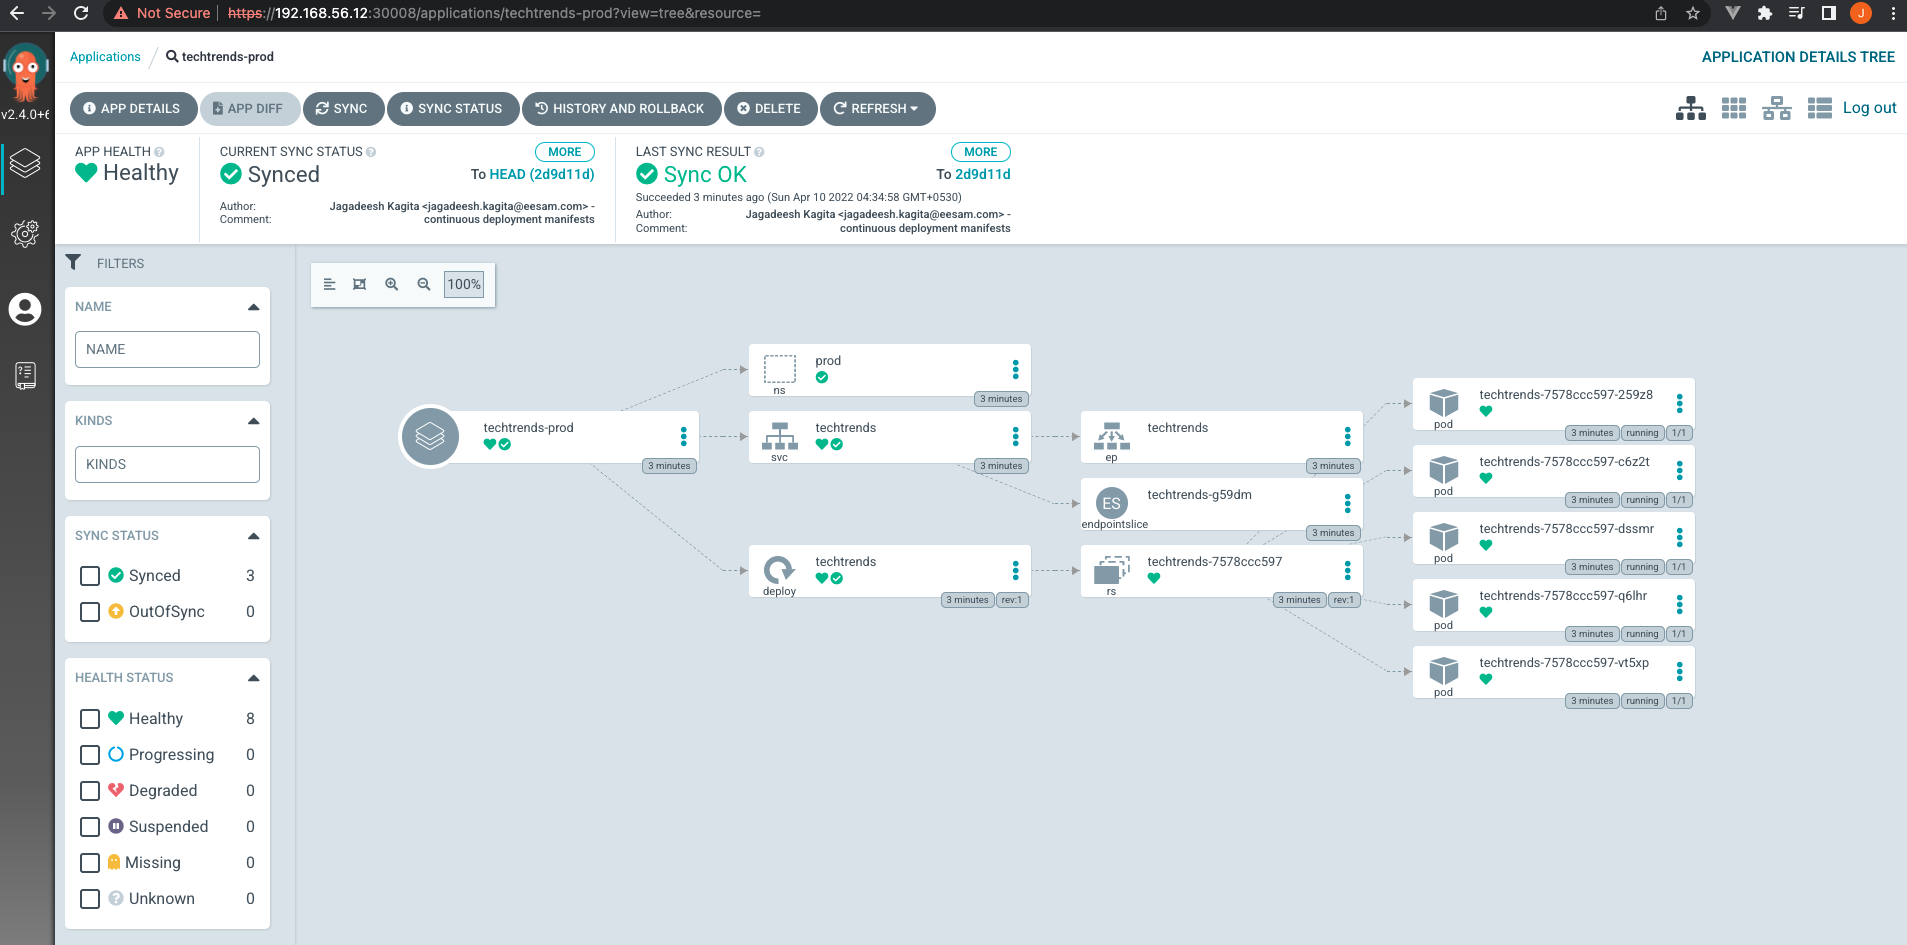 Not Secure https://192.168.56.12:30008/applications/techtrends-prod?view=tree&resource=
J
v2.4.0+6
Applications / techtrends-prod
APPLICATION DETAILS TREE
APP DETAILS APP DIFF SYNC SYNC STATUS HISTORY AND ROLLBACK DELETE REFRESH
Log out
APP HEALTH
Healthy
CURRENT SYNC STATUS MORE
Synced To HEAD (2d9d11d)
Author: Jagadeesh Kagita <jagadeesh.kagita@eesam.com> -
Comment: continuous deployment manifests
LAST SYNC RESULT MORE
Sync OK To 2d9d11d
Succeeded 3 minutes ago (Sun Apr 10 2022 04:34:58 GMT+0530)
Author: Jagadeesh Kagita <jagadeesh.kagita@eesam.com> -
Comment: continuous deployment manifests
FILTERS
NAME
NAME
KINDS
KINDS
SYNC STATUS
Synced 3
OutOfSync 0
HEALTH STATUS
Healthy 8
Progressing 0
Degraded 0
Suspended 0
Missing 0
Unknown 0
100%
techtrends-prod
3 minutes
prod
ns
3 minutes
techtrends
svc
3 minutes
techtrends
deploy
3 minutes rev:1
techtrends
ep
3 minutes
ES
techtrends-g59dm
endpointslice
3 minutes
techtrends-7578ccc597
rs
3 minutes rev:1
techtrends-7578ccc597-259z8
pod
3 minutes running 1/1
techtrends-7578ccc597-c6z2t
pod
3 minutes running 1/1
techtrends-7578ccc597-dssmr
pod
3 minutes running 1/1
techtrends-7578ccc597-q6lhr
pod
3 minutes running 1/1
techtrends-7578ccc597-vt5xp
pod
3 minutes running 1/1